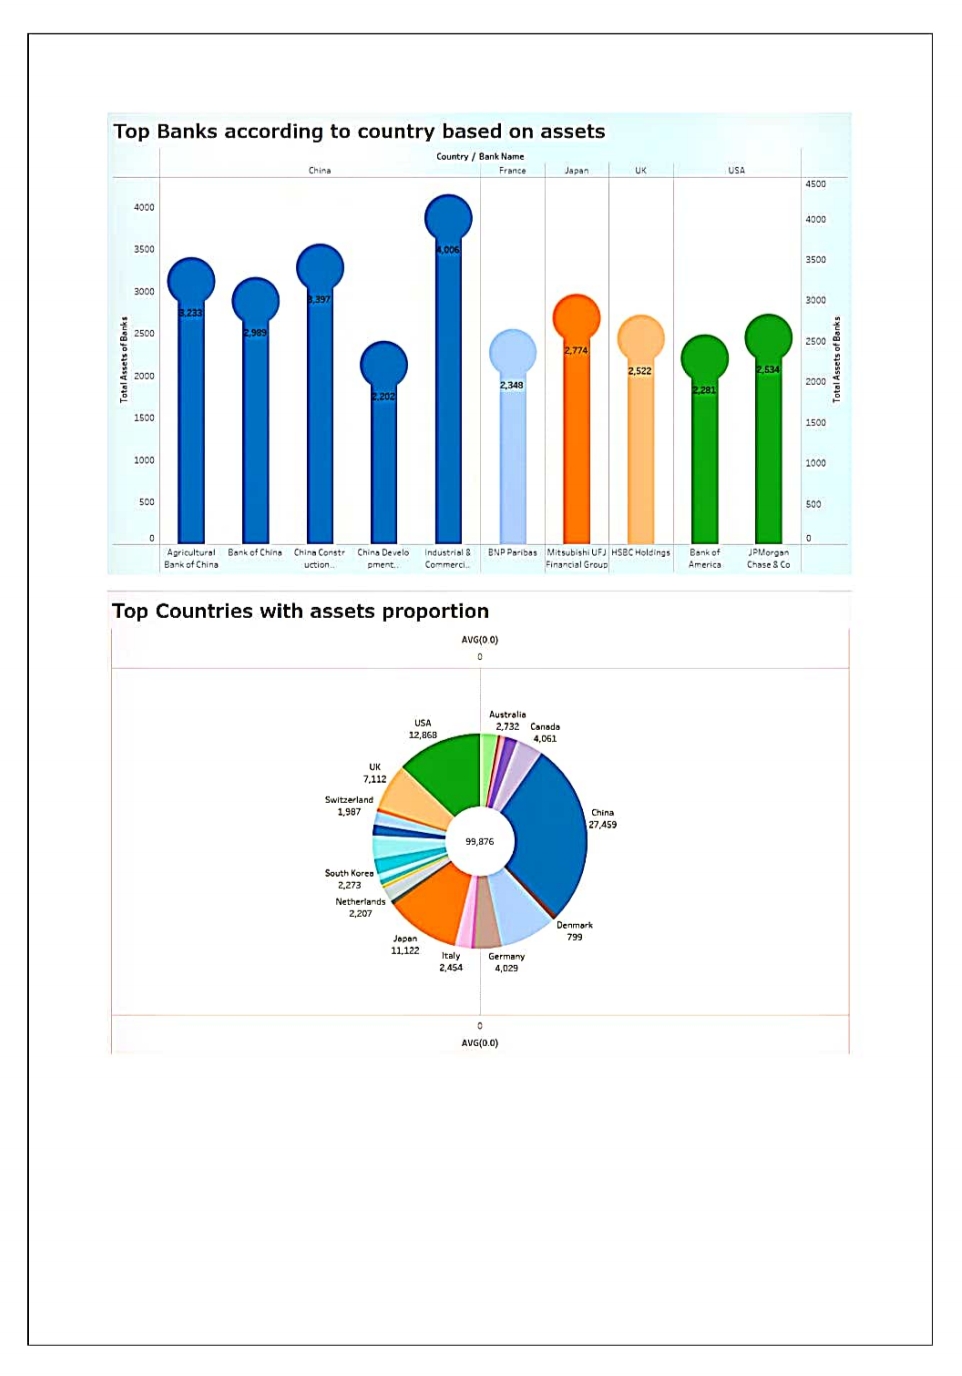 Top Banks according to country based on assets
Country / Bank Name
China France Japan UK USA
4500
4000 4000
3500 3500
3000 3000
2500 2500
2000 2000
1500 1500
1000 1000
500 500
0 0
Total Assets of Banks
Total Assets of Banks
3,233 2,989 3,397 2,202 4,006 2,348 2,774 2,522 2,281 2,534
Agricultural Bank of China China Constr China Develo Industrial & BNP Paribas Mitsubishi UFJ HSBC Holdings Bank of JPMorgan
Bank of China uction.. pment... Commerci.. Financial Group America Chase & Co
Top Countries with assets proportion
AVG(0.0)
0
Australia
2,732
Canada
4,061
China
27,459
Denmark
799
Germany
4,029
Italy
2,454
Japan
11,122
Netherlands
2,207
South Korea
2,273
Switzerland
1,987
UK
7,112
USA
12,868
99,876
0
AVG(0.0)